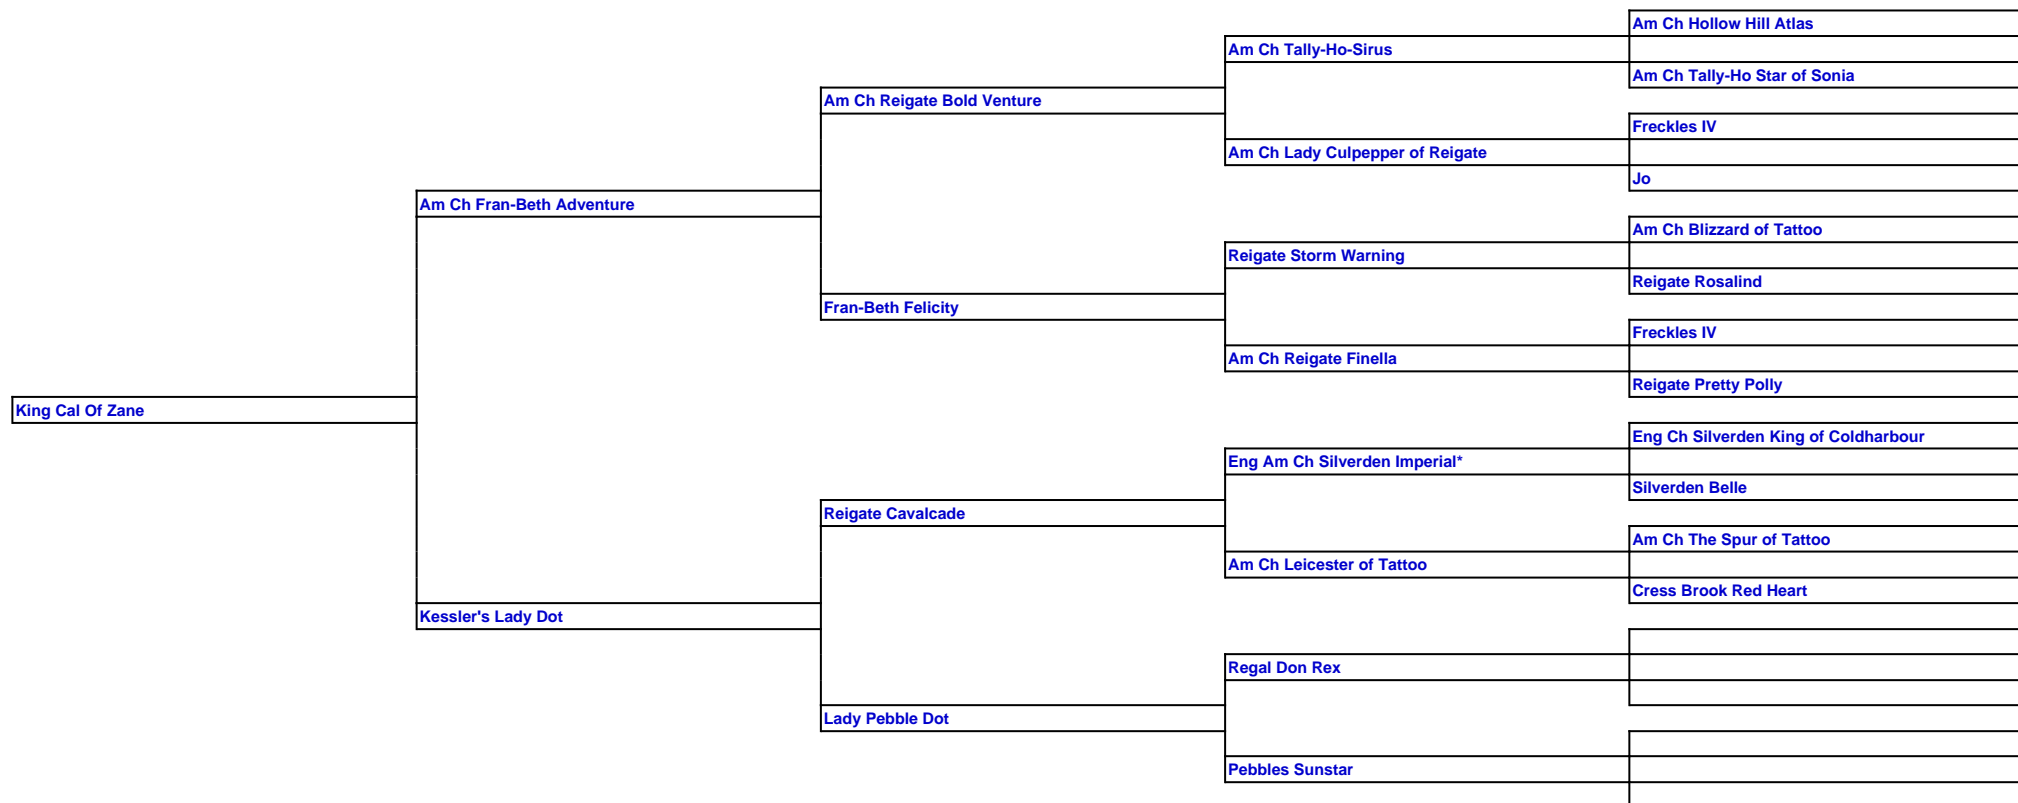 Am Ch Hollow Hill Atlas
Am Ch Tally-Ho-Sirus
Am Ch Tally-Ho Star of Sonia
Am Ch Reigate Bold Venture
Freckles IV
Am Ch Lady Culpepper of Reigate
Jo
Am Ch Fran-Beth Adventure
Am Ch Blizzard of Tattoo
Reigate Storm Warning
Reigate Rosalind
Fran-Beth Felicity
Freckles IV
Am Ch Reigate Finella
Reigate Pretty Polly
King Cal Of Zane
Eng Ch Silverden King of Coldharbour
Eng Am Ch Silverden Imperial*
Silverden Belle
Reigate Cavalcade
Am Ch The Spur of Tattoo
Am Ch Leicester of Tattoo
Cress Brook Red Heart
Kessler's Lady Dot
Regal Don Rex
Lady Pebble Dot
Pebbles Sunstar